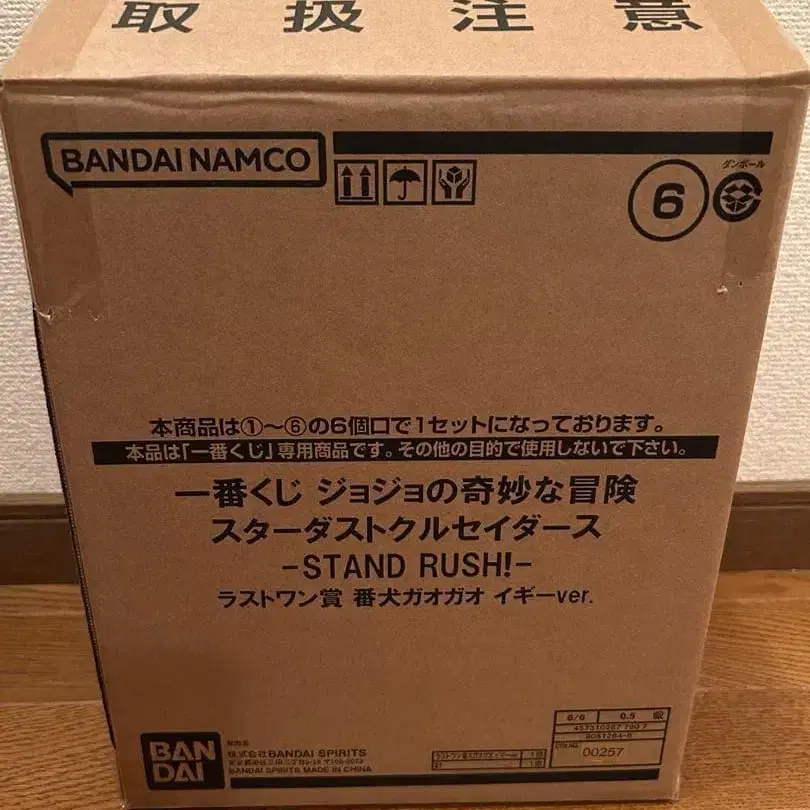 取扱注意
BANDAI NAMCO
6
ダンボール
本商品は①〜⑥の6個口で1セットになっております。
本品は「一番くじ」専用商品です。その他の目的で使用しないで下さい。
一番くじ ジョジョの奇妙な冒険
スターダストクルセイダース
-STAND RUSH!-
ラストワン賞 番犬ガオガオ イギーver.
BAN
DAI
株式会社BANDAI SPIRITS
BANDAI SPIRITS MADE IN CHINA
6/6 0.5
00257